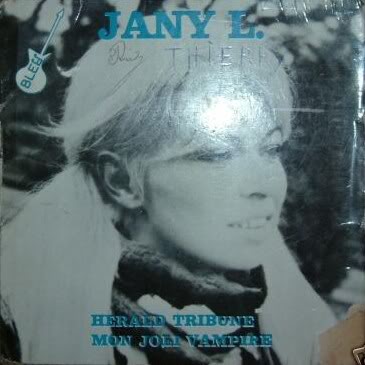 JANY L.
THIERRY
BLEU
HERALD TRIBUNE
MON JOLI VAMPIRE